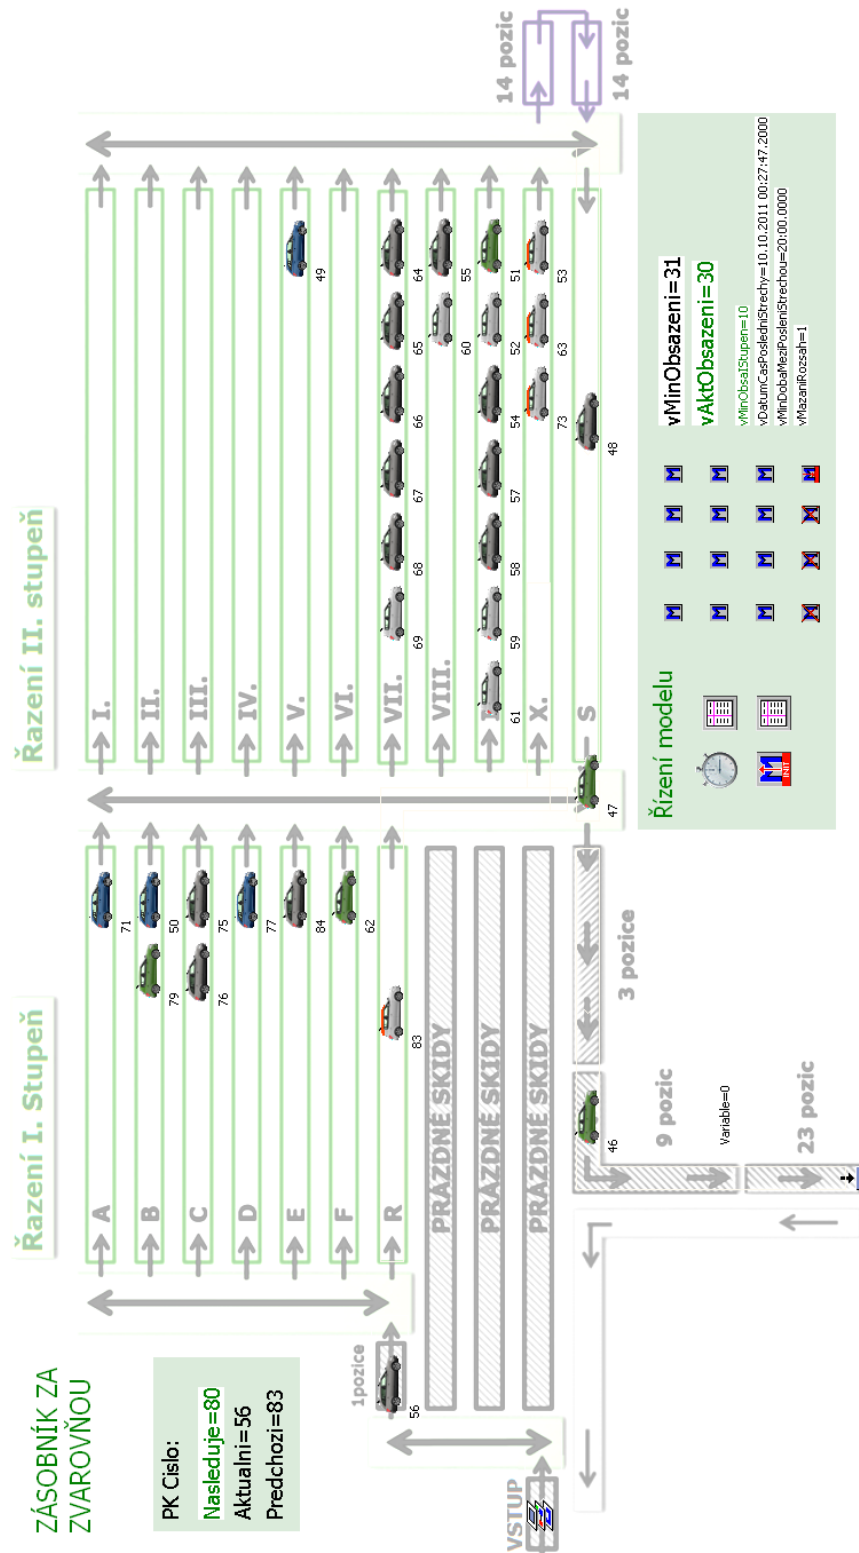 ZÁSOBNÍK ZA
ZVAROVŇOU
PK Cislo:
Nasleduje=80
Aktualni=56
Predchozi=83
VSTUP
1pozice
56
Řazení I. Stupeň
A
71
B
79
50
C
76
75
D
77
E
84
F
62
R
83
PRÁZDNÉ SKIDY
PRÁZDNÉ SKIDY
PRÁZDNÉ SKIDY
Řazení II. stupeň
I.
II.
III.
IV.
V.
49
VI.
VII.
69
68
67
66
65
64
VIII.
60
55
61
59
58
57
54
52
51
X.
73
63
53
S
47
48
14 pozic
14 pozic
3 pozice
46
9 pozic
Variable=0
23 pozic
Řízení modelu
INIT
vMinObsazeni=31
vAktObsazeni=30
vMinObsaIStupen=10
vDatumCasPosledniStrechy=10.10.2011 00:27:47.2000
vMinDobaMeziPosleniStrechou=20:00.0000
vMazaniRozsah=1